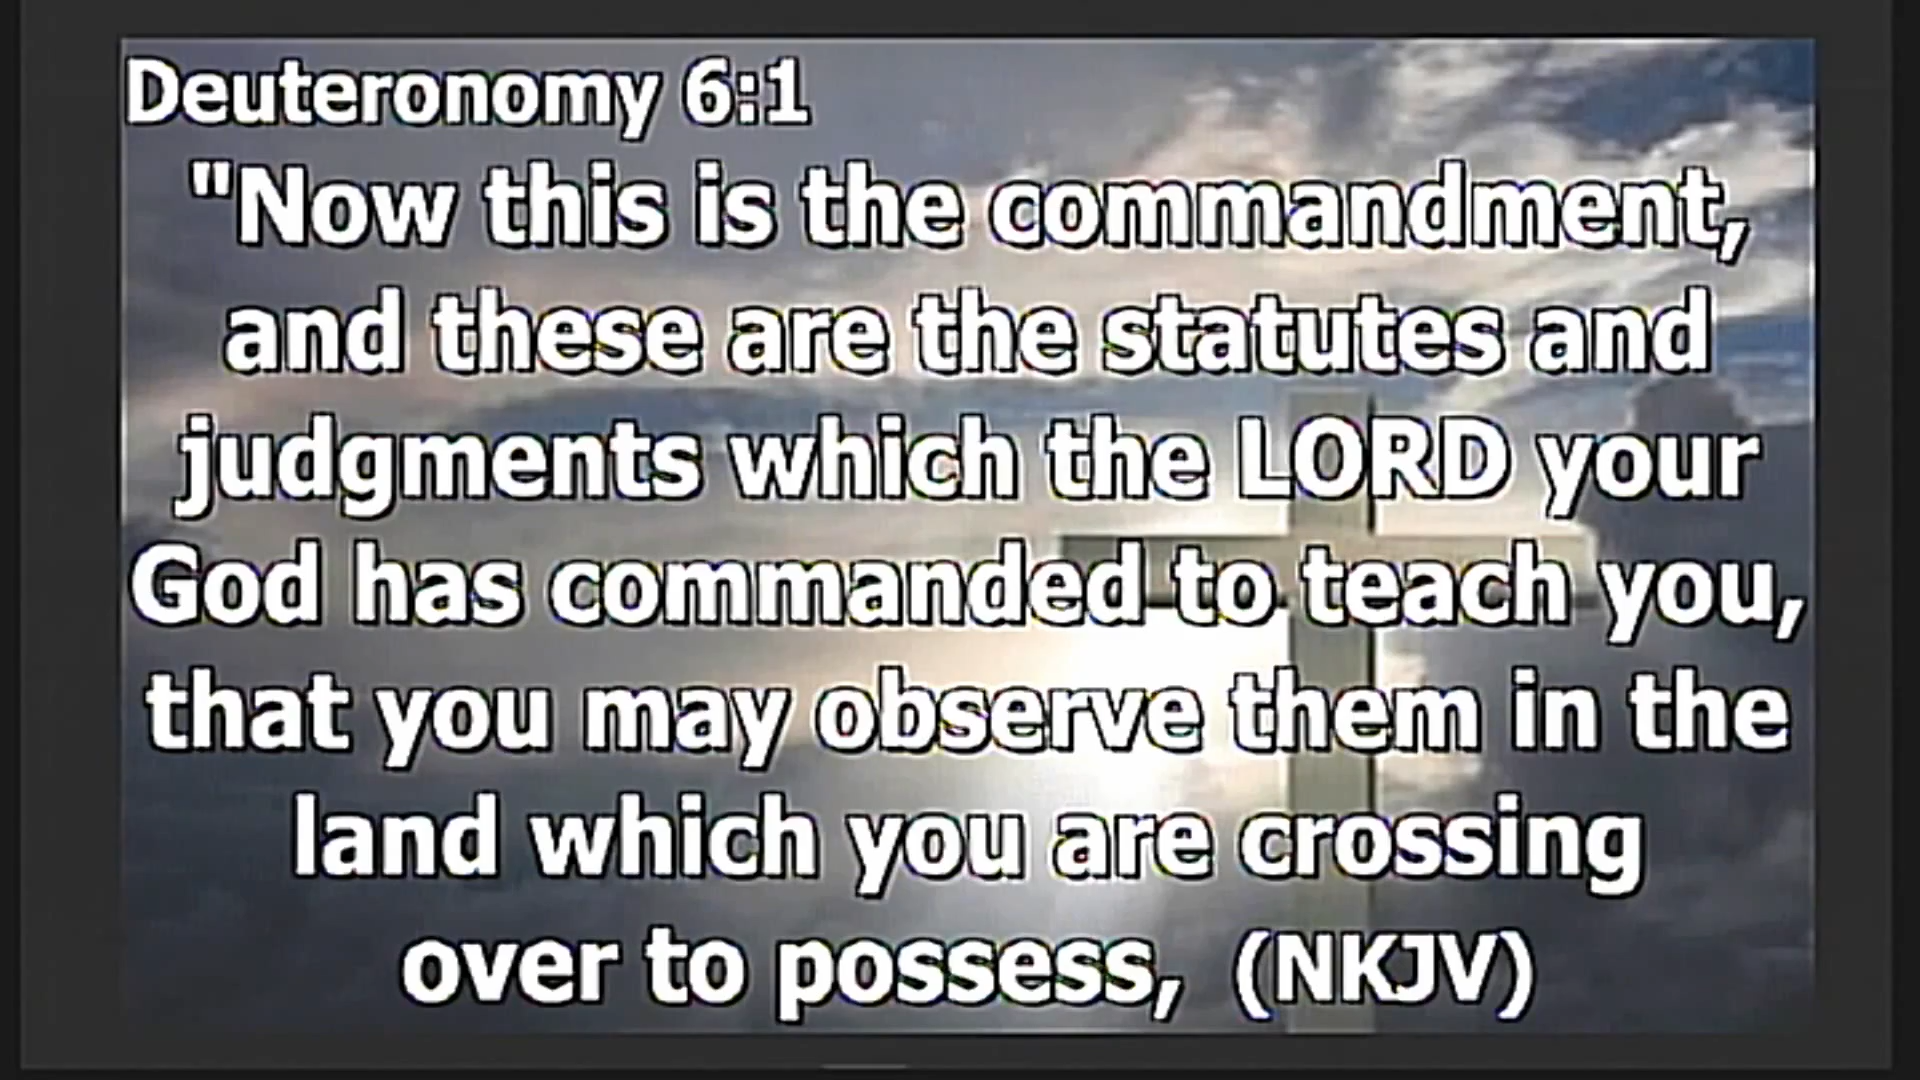 Deuteronomy 6:1
"Now this is the commandment,
and these are the statutes and
judgments which the LORD your
God has commanded to teach you,
that you may observe them in the
land which you are crossing
over to possess, (NKJV)